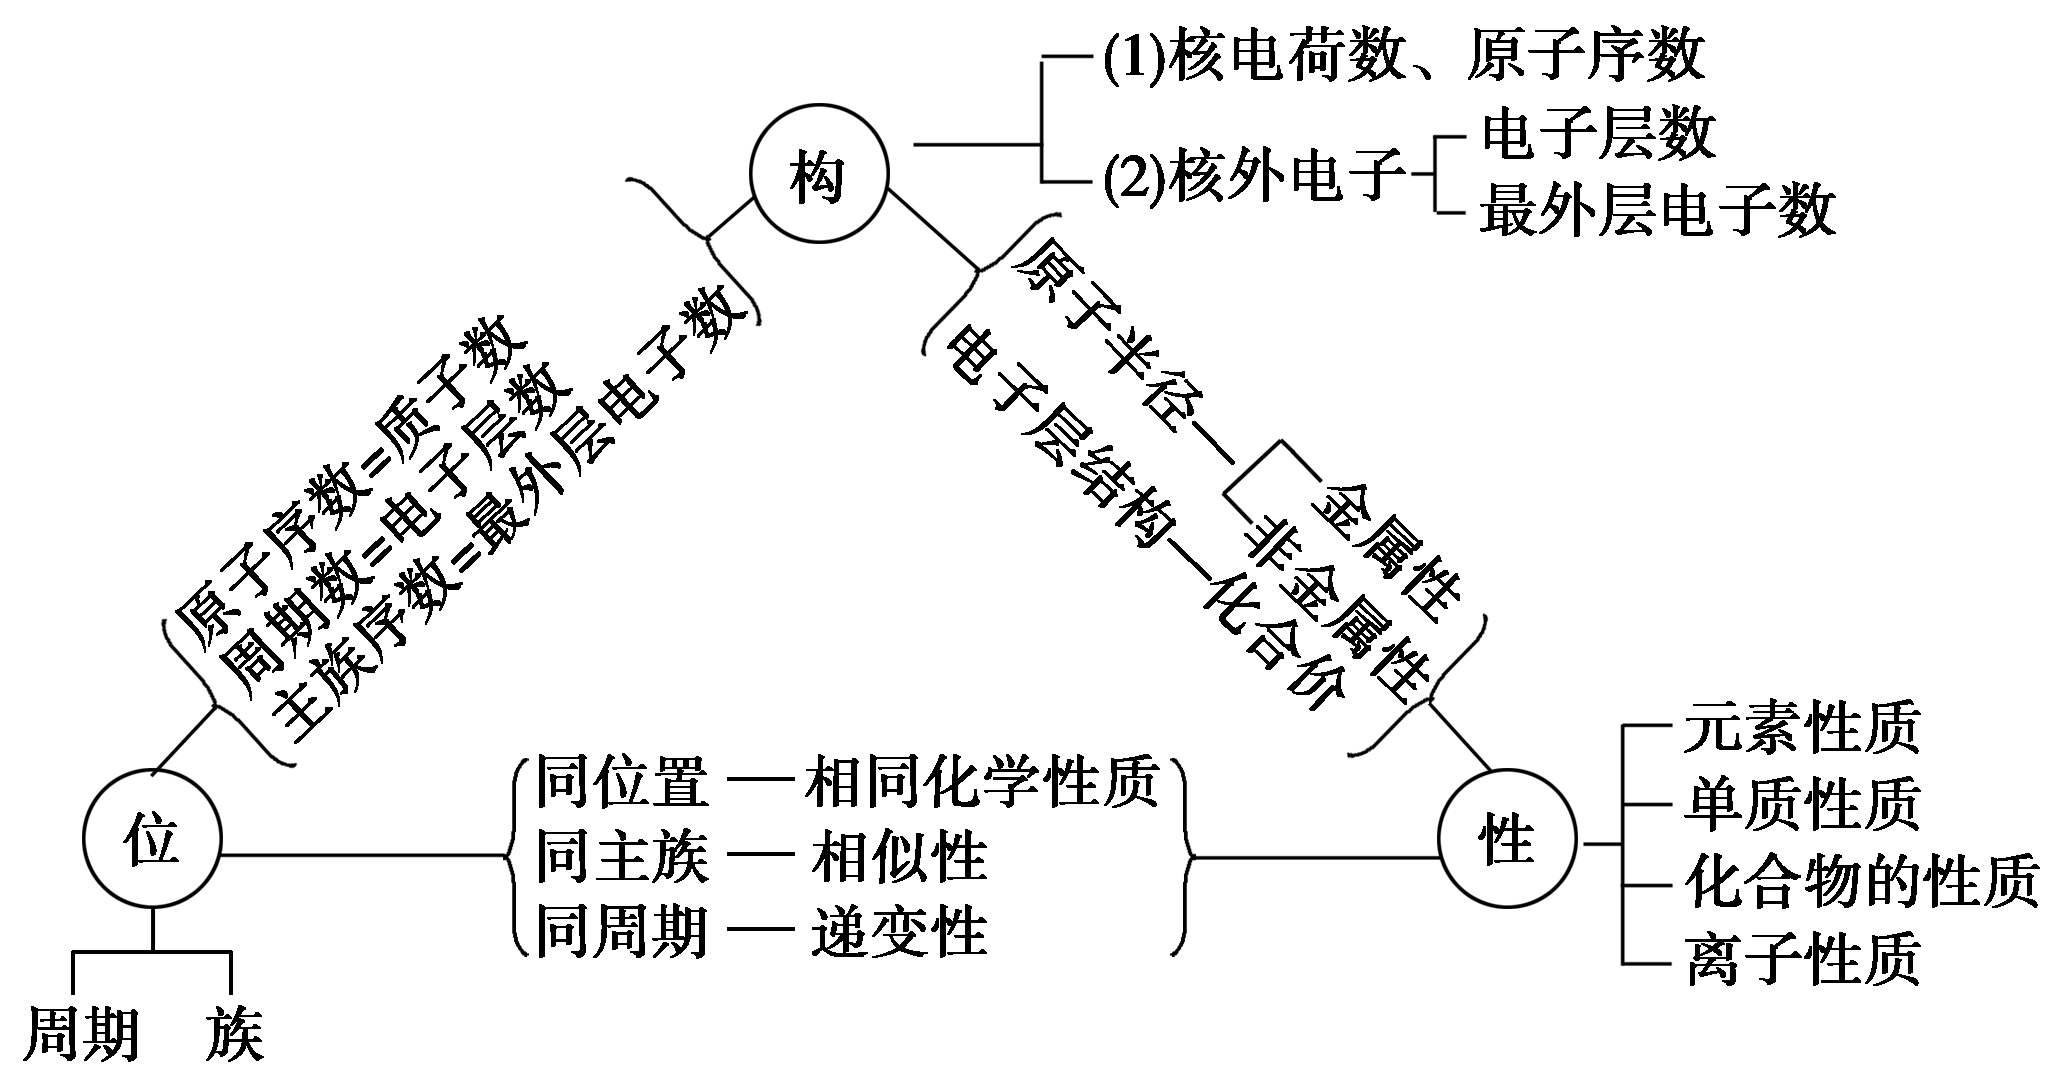 (1)核电荷数、原子序数
构
(2)核外电子
电子层数
最外层电子数
原子序数=质子数
周期数=电子层数
主族序数=最外层电子数
原子半径
金属性
非金属性
电子层结构—化合价
位
周期 族
同位置—相同化学性质
同主族—相似性
同周期—递变性
性
元素性质
单质性质
化合物的性质
离子性质